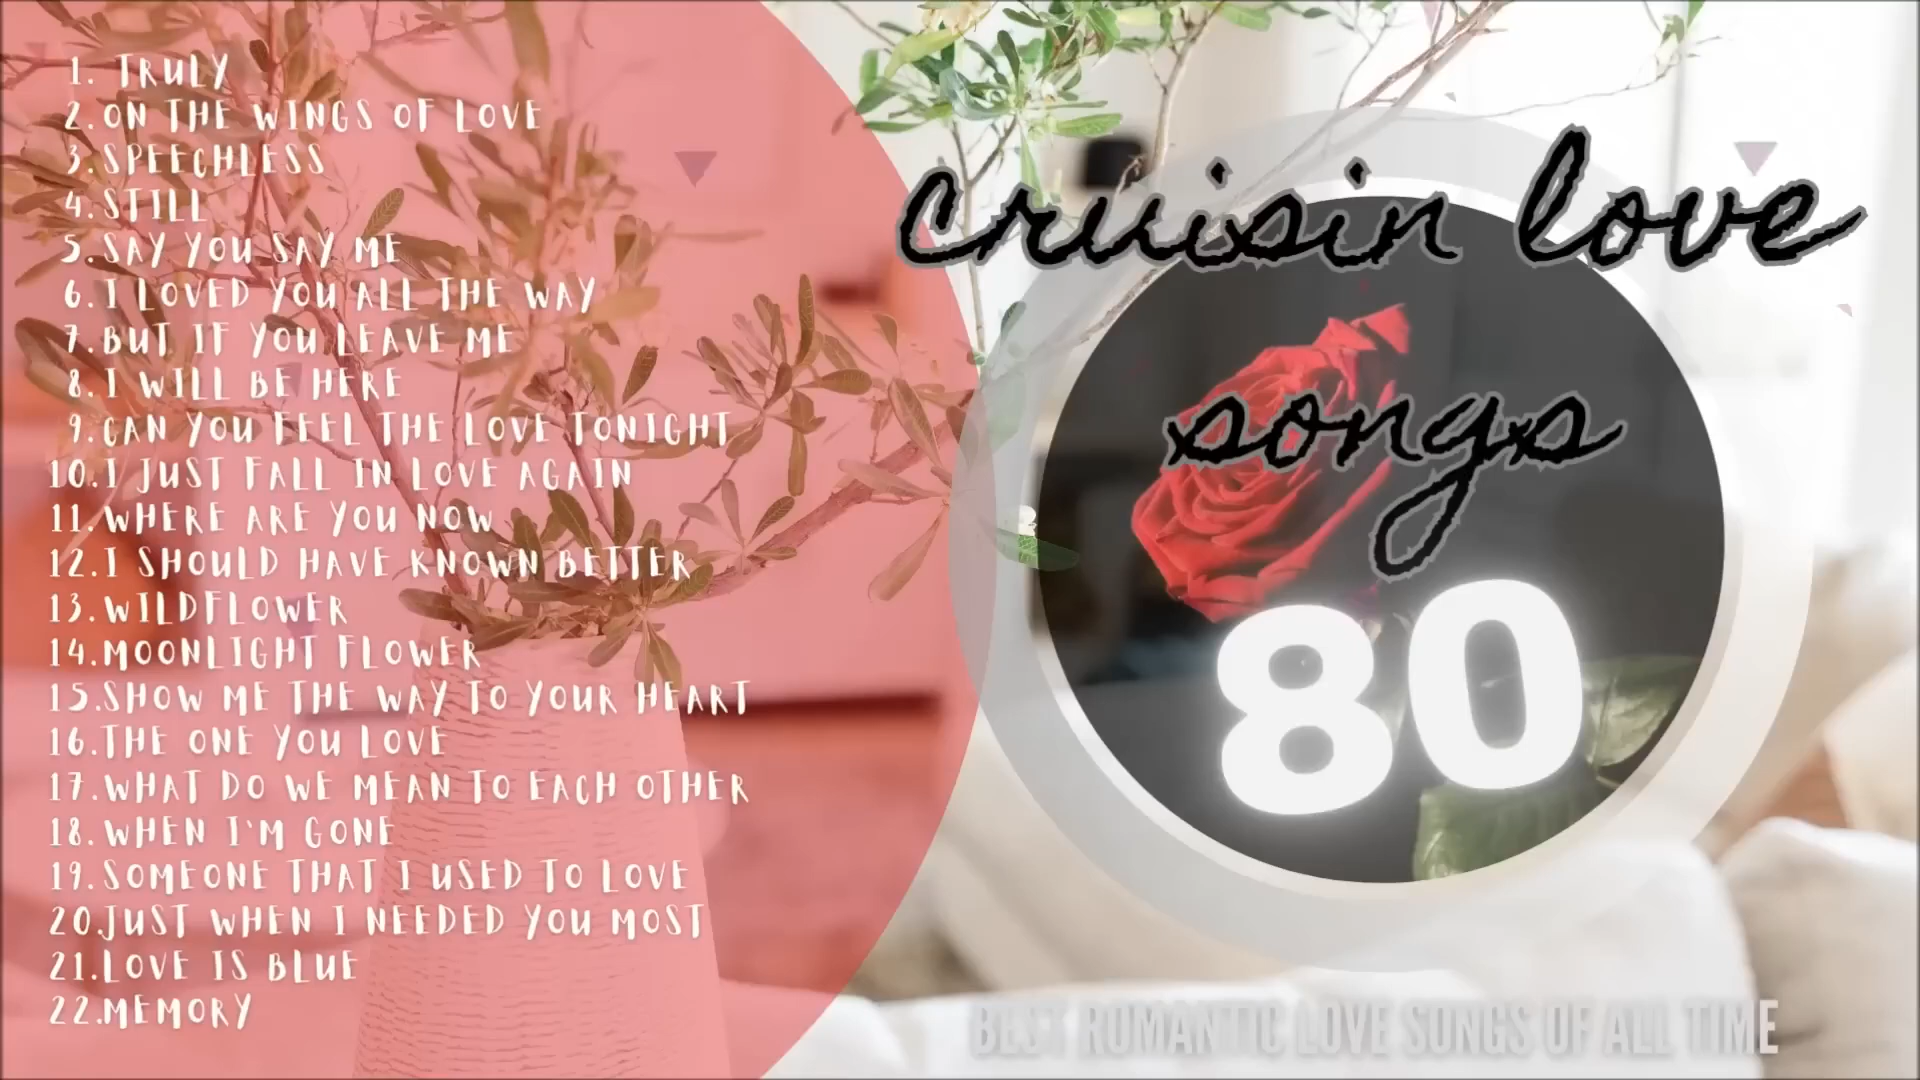 1. TRULY
2. ON THE WINGS OF LOVE
3. SPEECHLESS
4. STILL
5. SAY YOU SAY ME
6. I LOVED YOU ALL THE WAY
7. BUT IF YOU LEAVE ME
8. I WILL BE HERE
9. CAN YOU FEEL THE LOVE TONIGHT
10. I JUST FALL IN LOVE AGAIN
11. WHERE ARE YOU NOW
12. I SHOULD HAVE KNOWN BETTER
13. WILDFLOWER
14. MOONLIGHT FLOWER
15. SHOW ME THE WAY TO YOUR HEART
16. THE ONE YOU LOVE
17. WHAT DO WE MEAN TO EACH OTHER
18. WHEN I'M GONE
19. SOMEONE THAT I USED TO LOVE
20. JUST WHEN I NEEDED YOU MOST
21. LOVE IS BLUE
22. MEMORY
cruisin love
songs
80
BEST ROMANTIC LOVE SONGS OF ALL TIME